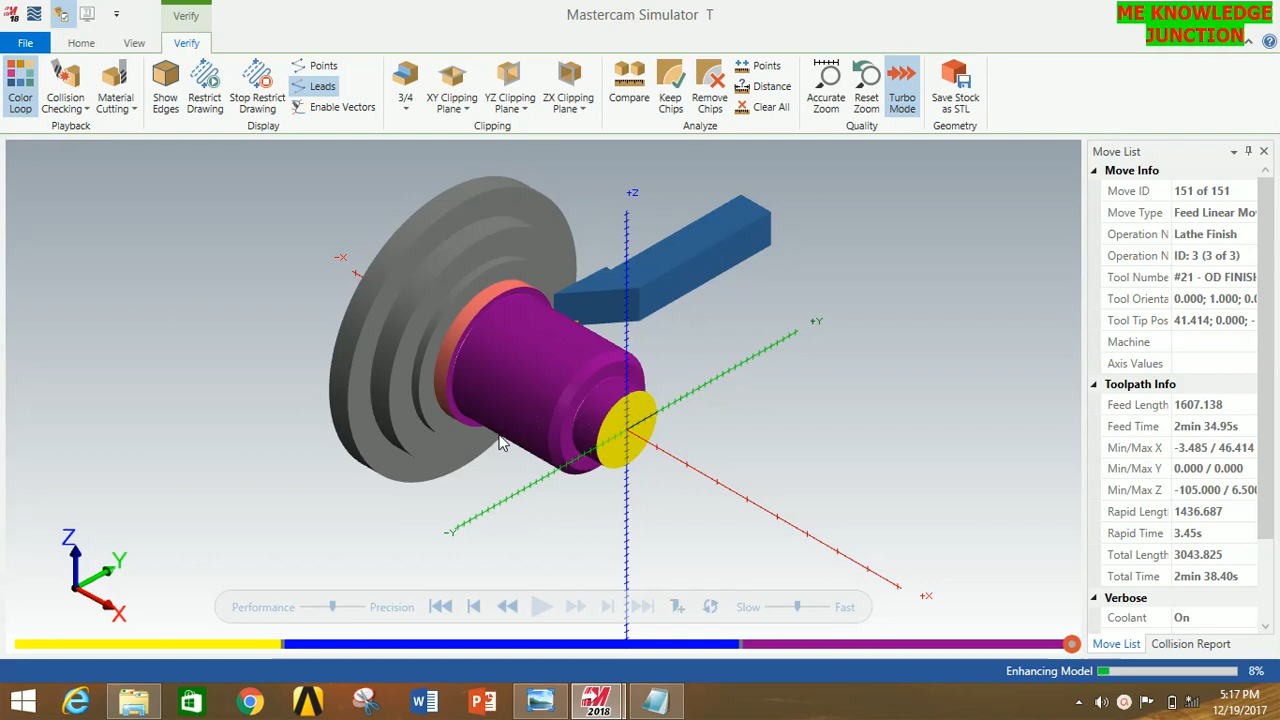 Verify
Mastercam Simulator T
ME KNOWLEDGE
JUNCTION
File
Home
View
Verify
Color
Loop
Collision
Checking
Material
Cutting
Playback
Show
Edges
Restrict
Drawing
Stop Restrict
Drawing
Points
Leads
Enable Vectors
Display
3/4
XY Clipping
Plane
YZ Clipping
Plane
ZX Clipping
Plane
Clipping
Compare
Keep
Chips
Remove
Chips
Points
Distance
Clear All
Analyze
Accurate
Zoom
Reset
Zoom
Turbo
Mode
Quality
Save Stock
as STL
Geometry
Move List
Move Info
Move ID 151 of 151
Move Type Feed Linear Mo
Operation N Lathe Finish
Operation N ID: 3 (3 of 3)
Tool Number #21 - OD FINISH
Tool Orienta 0.000; 1.000; 0.0
Tool Tip Pos 41.414; 0.000; -
Machine
Axis Values
Toolpath Info
Feed Length 1607.138
Feed Time 2min 34.95s
Min/Max X -3.485 / 46.414
Min/Max Y 0.000 / 0.000
Min/Max Z -105.000 / 6.500
Rapid Length 1436.687
Rapid Time 3.45s
Total Length 3043.825
Total Time 2min 38.40s
Verbose
Coolant On
Move List
Collision Report
+Z
-X
+Y
-Y
+X
Z
Y
X
Performance
Precision
Slow
Fast
Enhancing Model
8%
2018
5:17 PM
12/19/2017